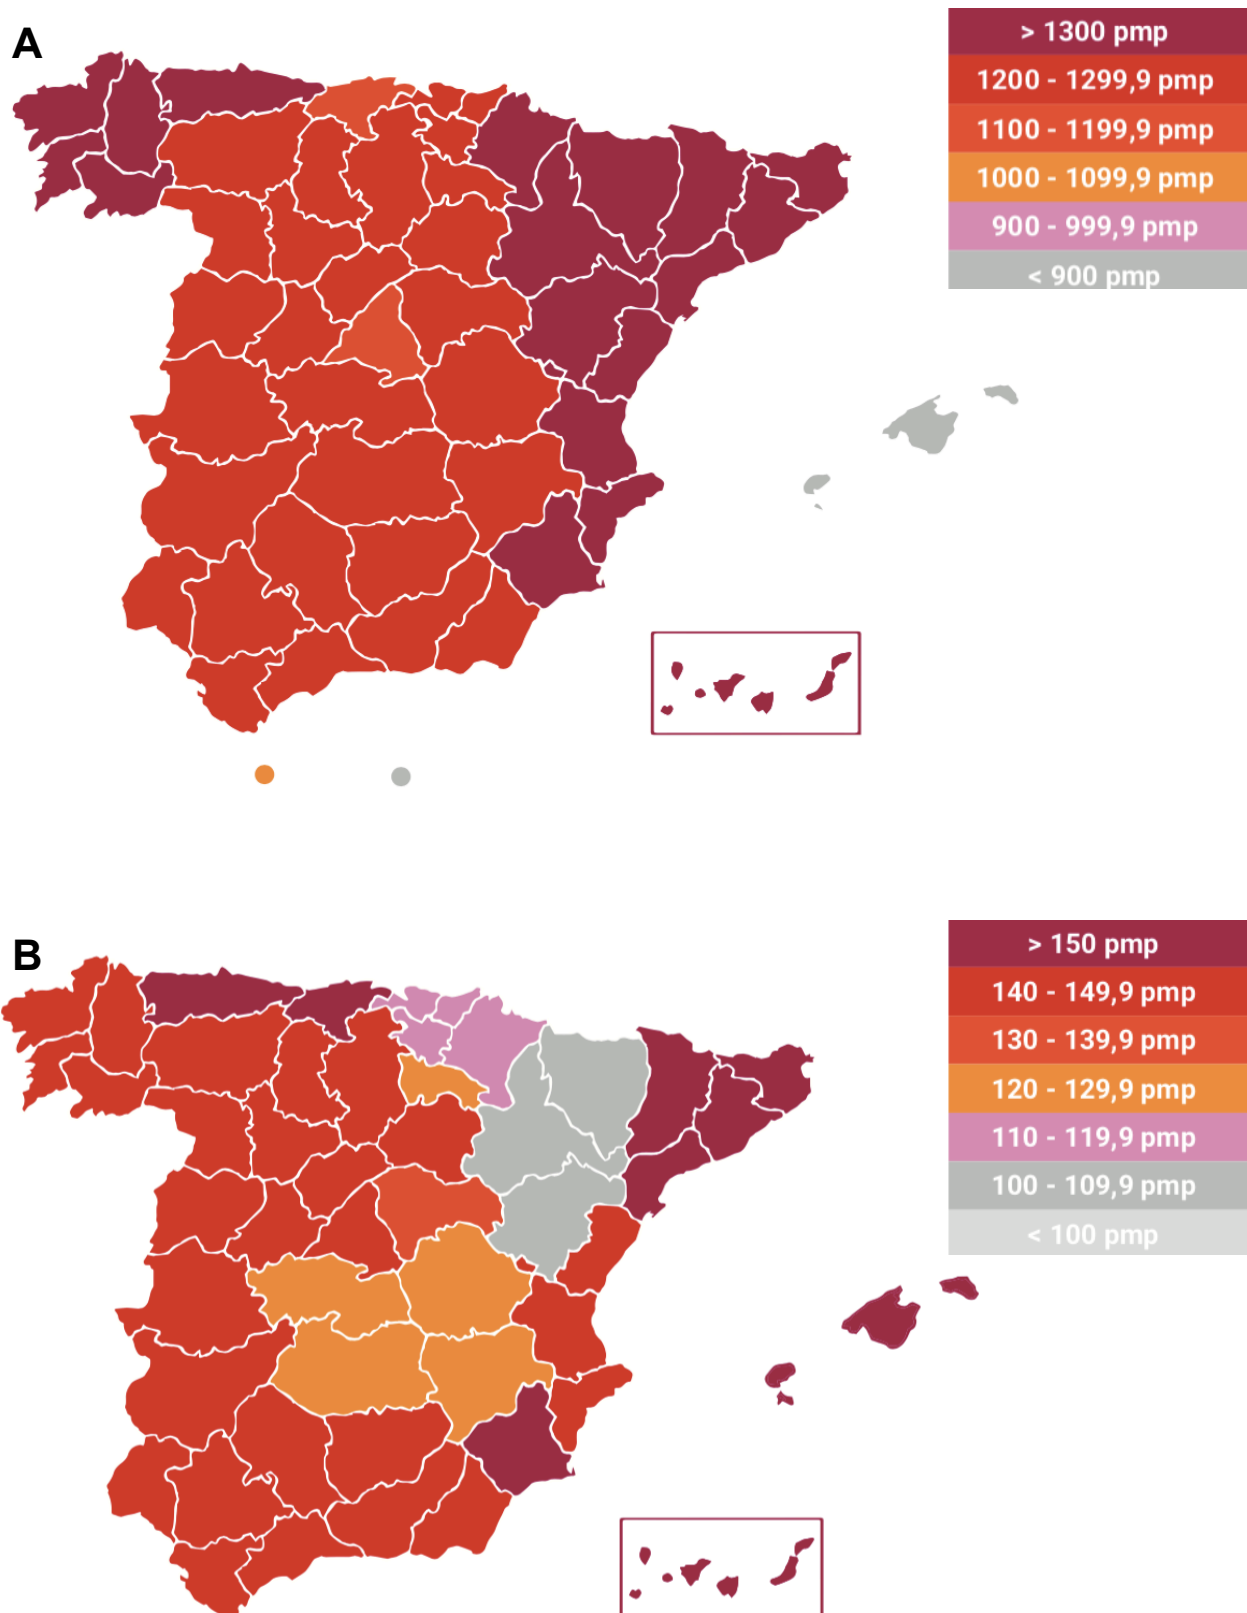 A
> 1300 pmp
1200 - 1299,9 pmp
1100 - 1199,9 pmp
1000 - 1099,9 pmp
900 - 999,9 pmp
< 900 pmp
B
> 150 pmp
140 - 149,9 pmp
130 - 139,9 pmp
120 - 129,9 pmp
110 - 119,9 pmp
100 - 109,9 pmp
< 100 pmp